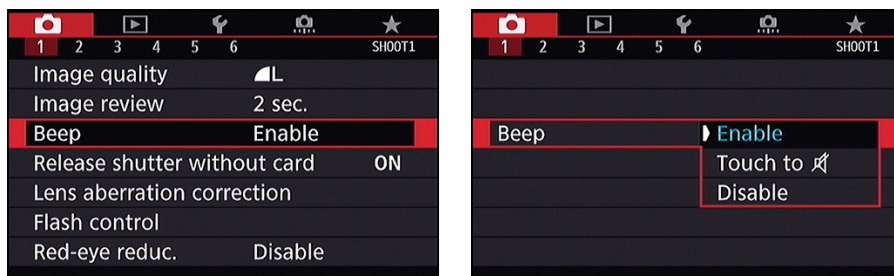 1 2 3 4 5 6 SHOOT1
Image quality L
Image review 2 sec.
Beep Enable
Release shutter without card ON
Lens aberration correction
Flash control
Red-eye reduc. Disable
1 2 3 4 5 6 SHOOT1
Beep Enable
Touch to
Disable